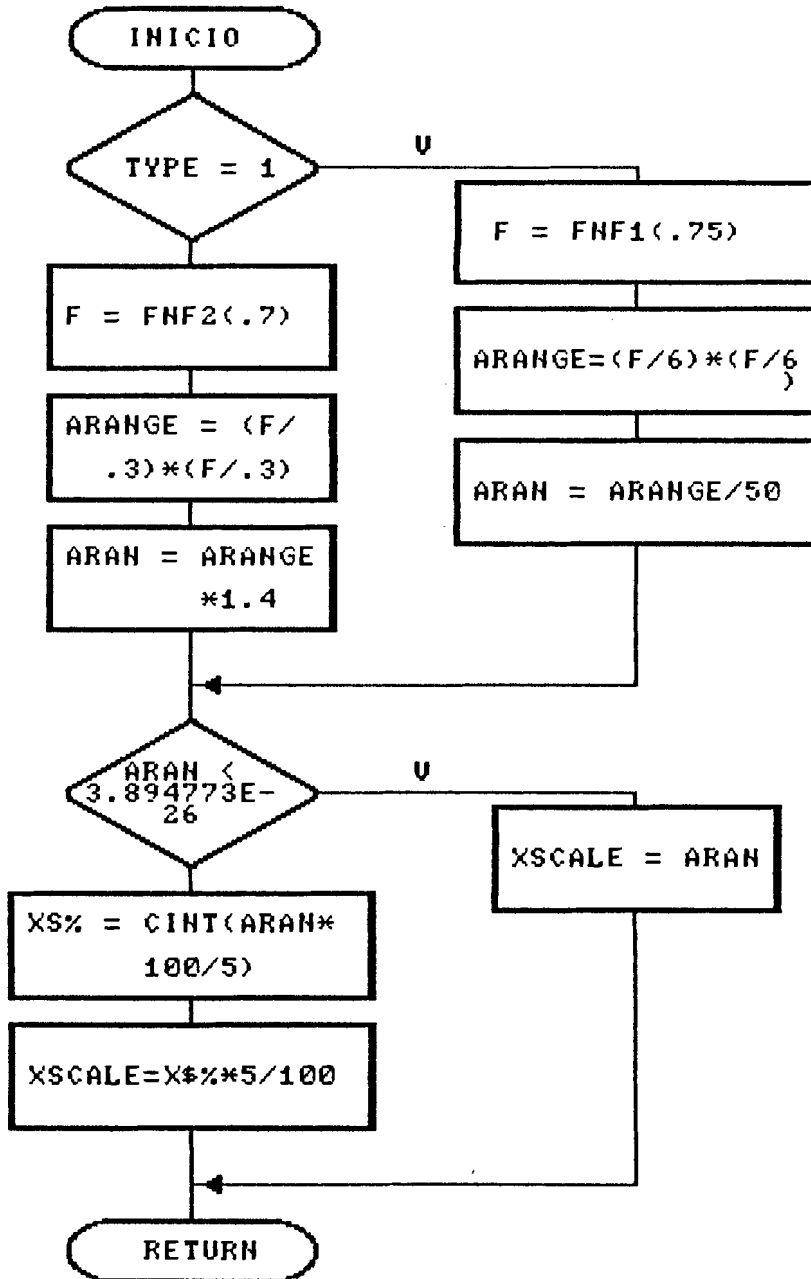 INICIO
TYPE = 1
V
F = FNF1(.75)
F = FNF2(.7)
ARANGE=(F/6)*(F/6
)
ARANGE = (F/
.3)*(F/.3)
ARAN = ARANGE/50
ARAN = ARANGE
*1.4
ARAN <
3.894773E-
26
V
XSCALE = ARAN
XS% = CINT(ARAN*
100/5)
XSCALE=X$%*5/100
RETURN